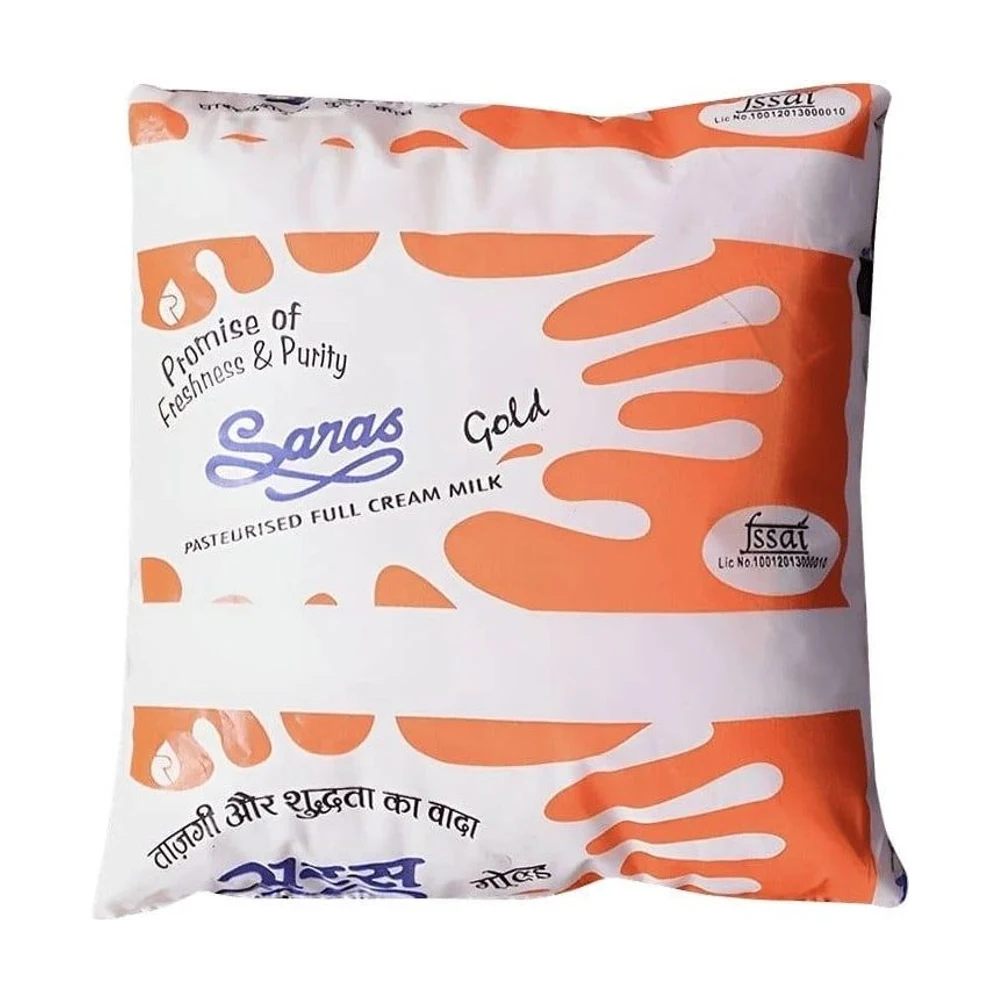 fssai
Lic No.10012013000010
Promise of
Freshness & Purity
Saras Gold
PASTEURISED FULL CREAM MILK
fssai
Lic No.10012013000010
ताज़गी और शुद्धता का वादा
सरस गोल्ड